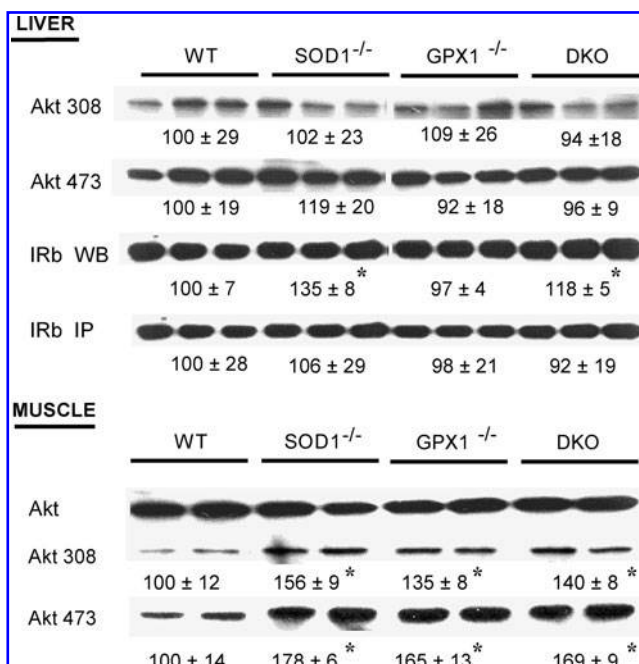 LIVER
WT SOD1-/- GPX1 -/- DKO
Akt 308
100 ± 29 102 ± 23 109 ± 26 94 ±18
Akt 473
100 ± 19 119 ± 20 92 ± 18 96 ± 9
IRb WB
100 ± 7 135 ± 8 * 97 ± 4 118 ± 5 *
IRb IP
100 ± 28 106 ± 29 98 ± 21 92 ± 19
MUSCLE
WT SOD1-/- GPX1 -/- DKO
Akt
Akt 308
100 ± 12 156 ± 9 * 135 ± 8 * 140 ± 8 *
Akt 473
100 ± 14 178 ± 6 * 165 ± 13 * 169 ± 9 *